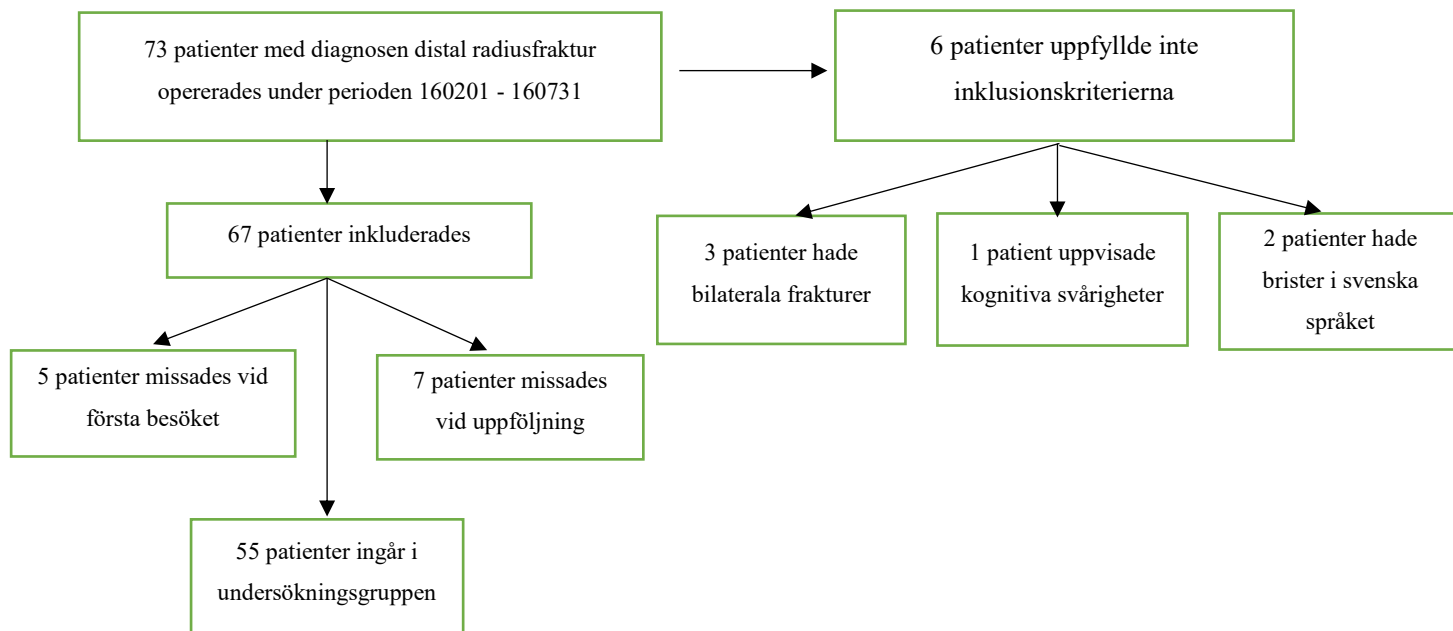 73 patienter med diagnosen distal radiusfraktur
opererades under perioden 160201 - 160731
6 patienter uppfyllde inte
inklusionskriterierna
67 patienter inkluderades
3 patienter hade
bilaterala frakturer
1 patient uppvisade
kognitiva svårigheter
2 patienter hade
brister i svenska
språket
5 patienter missades vid
första besöket
7 patienter missades
vid uppföljning
55 patienter ingår i
undersökningsgruppen